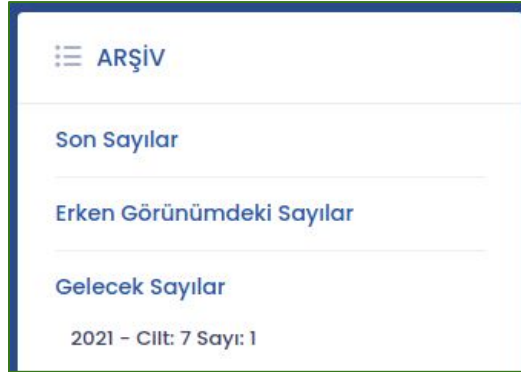 ARŞİV
Son Sayılar
Erken Görünümdeki Sayılar
Gelecek Sayılar
2021 - Cilt: 7 Sayı: 1